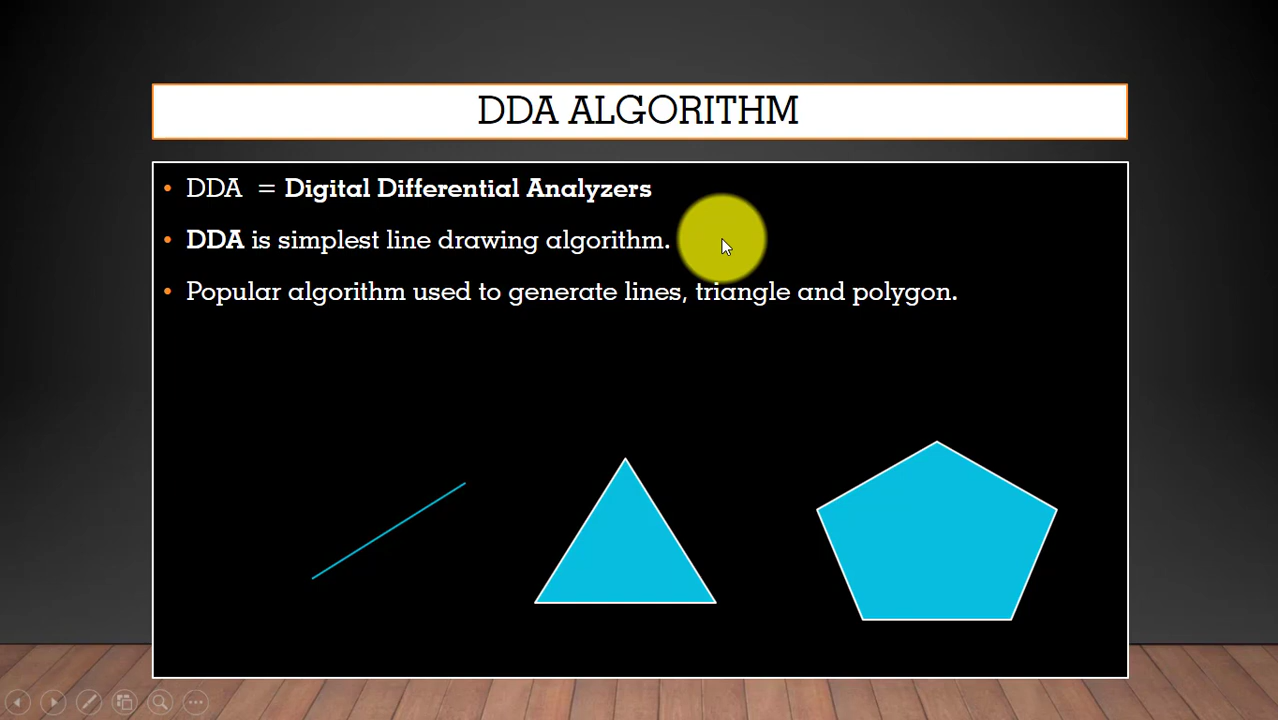 DDA ALGORITHM
• DDA = Digital Differential Analyzers
• DDA is simplest line drawing algorithm.
• Popular algorithm used to generate lines, triangle and polygon.